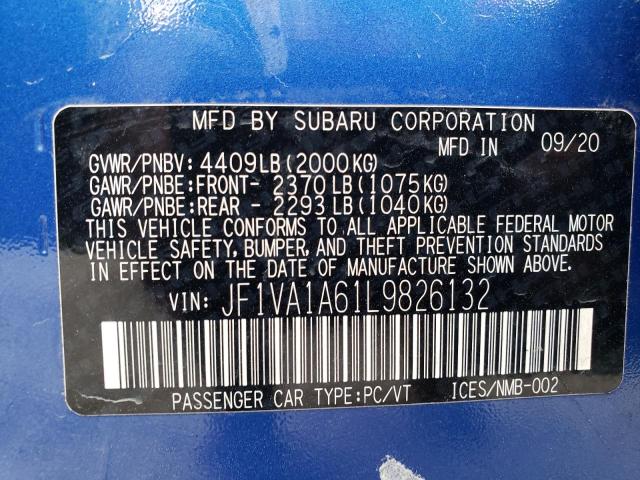 MFD BY SUBARU CORPORATION
MFD IN 09/20
GVWR/PNBV: 4409LB(2000KG)
GAWR/PNBE:FRONT- 2370 LB(1075KG)
GAWR/PNBE:REAR - 2293 LB(1040KG)
THIS VEHICLE CONFORMS TO ALL APPLICABLE FEDERAL MOTOR
VEHICLE SAFETY, BUMPER, AND THEFT PREVENTION STANDARDS
IN EFFECT ON THE DATE OF MANUFACTURE SHOWN ABOVE.
VIN: JF1VA1A61L9826132
PASSENGER CAR TYPE:PC/VT ICES/NMB-002